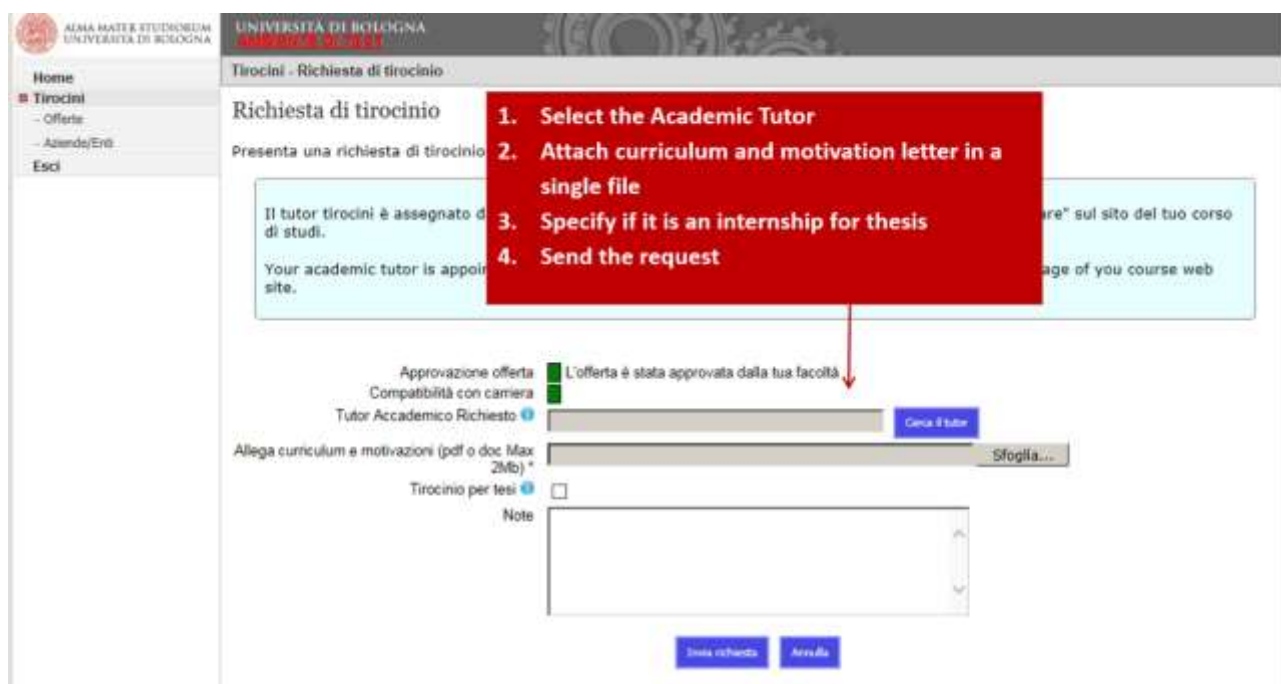 ALMA MATER STUDIORUM
UNIVERSITÀ DI BOLOGNA
UNIVERSITÀ DI BOLOGNA
Home
Tirocini
- Offerte
- Aziende/Enti
Esci
Tirocini - Richiesta di tirocinio
Richiesta di tirocinio
Presenta una richiesta di tirocinio
1. Select the Academic Tutor
2. Attach curriculum and motivation letter in a
single file
3. Specify if it is an internship for thesis
4. Send the request
Il tutor tirocini è assegnato d
are" sul sito del tuo corso
di studi.
Your academic tutor is appoin
age of you course web
site.
Approvazione offerta L'offerta è stata approvata dalla tua facoltà
Compatibilità con carriera
Tutor Accademico Richiesto
Cerca il tutor
Allega curriculum e motivazioni (pdf o doc Max
2Mb) *
Sfoglia...
Tirocinio per tesi
Note
Invia richiesta Annulla